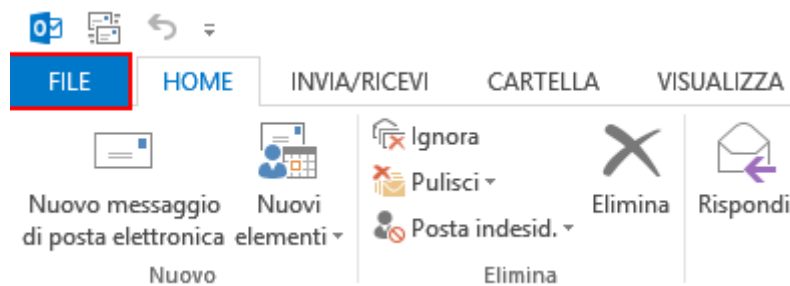 FILE HOME INVIA/RICEVI CARTELLA VISUALIZZA
Ignora
Pulisci
Posta indesid.
Nuovo messaggio
di posta elettronica
Nuovi
elementi
Elimina
Rispondi
Nuovo
Elimina